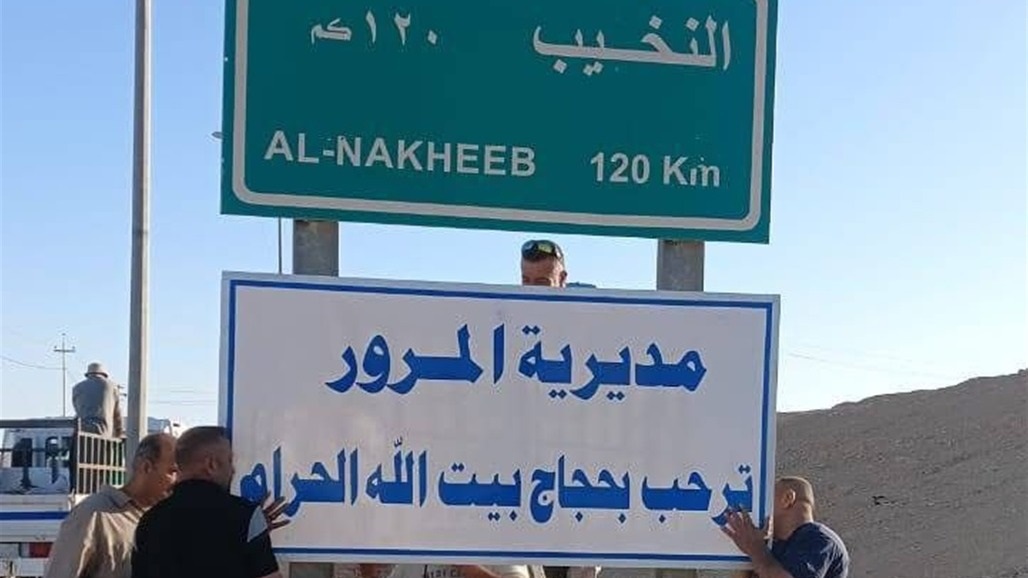 النخيب ١٢٠ كم
AL-NAKHEEB 120 Km
مديرية المرور
ترحب بحجاج بيت الله الحرام